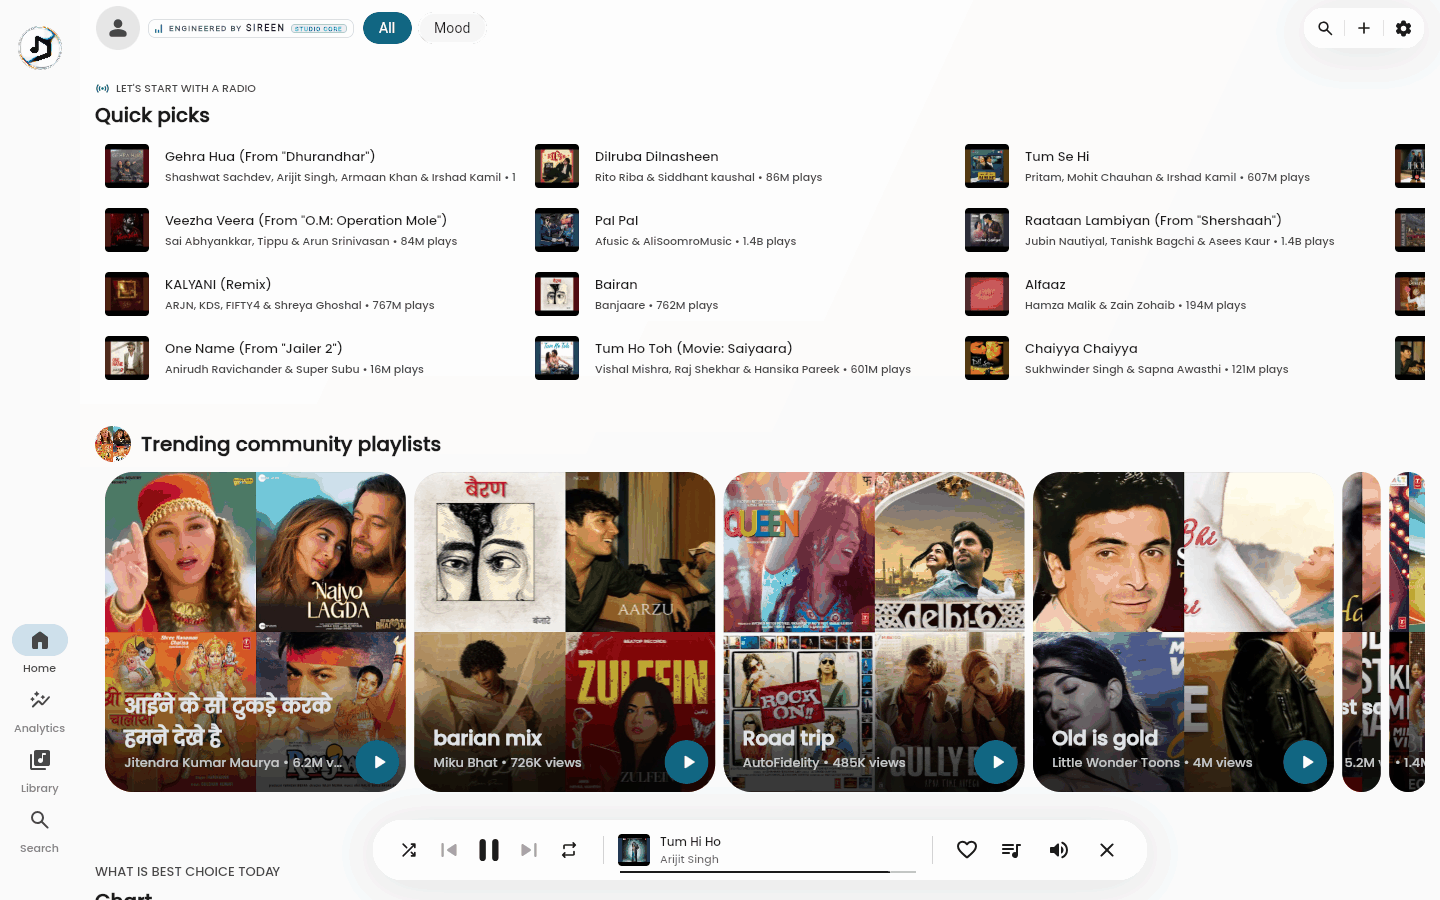 ENGINEERED BY SIREEN STUDIO CORE
All
Mood
LET'S START WITH A RADIO
Quick picks
Gehra Hua (From "Dhurandhar")
Shashwat Sachdev, Arijit Singh, Armaan Khan & Irshad Kamil • 1
Dilruba Dilnasheen
Rito Riba & Siddhant kaushal • 86M plays
Tum Se Hi
Pritam, Mohit Chauhan & Irshad Kamil • 607M plays
Veezha Veera (From "O.M: Operation Mole")
Sai Abhyankkar, Tippu & Arun Srinivasan • 84M plays
Pal Pal
Afusic & AliSoomroMusic • 1.4B plays
Raataan Lambiyan (From "Shershaah")
Jubin Nautiyal, Tanishk Bagchi & Asees Kaur • 1.4B plays
KALYANI (Remix)
ARJN, KDS, FIFTY4 & Shreya Ghoshal • 767M plays
Bairan
Banjaare • 762M plays
Alfaaz
Hamza Malik & Zain Zohaib • 194M plays
One Name (From "Jailer 2")
Anirudh Ravichander & Super Subu • 16M plays
Tum Ho Toh (Movie: Saiyaara)
Vishal Mishra, Raj Shekhar & Hansika Pareek • 601M plays
Chaiyya Chaiyya
Sukhwinder Singh & Sapna Awasthi • 121M plays
Trending community playlists
Naiyo
LAGDA
बैरण
बंजारे
AARZU
QUEEN
delhi-6
Bhi
ZULFEIN
ROCK
ON!!
GULLY
आईने के सौ टुकड़े करके
हमने देखे है
Jitendra Kumar Maurya • 6.2M v...
barian mix
Miku Bhat • 726K views
Road trip
AutoFidelity • 485K views
Old is gold
Little Wonder Toons • 4M views
st so
5.2M v
• 1.4M
Home
Analytics
Library
Search
Tum Hi Ho
Arijit Singh
WHAT IS BEST CHOICE TODAY
Chart